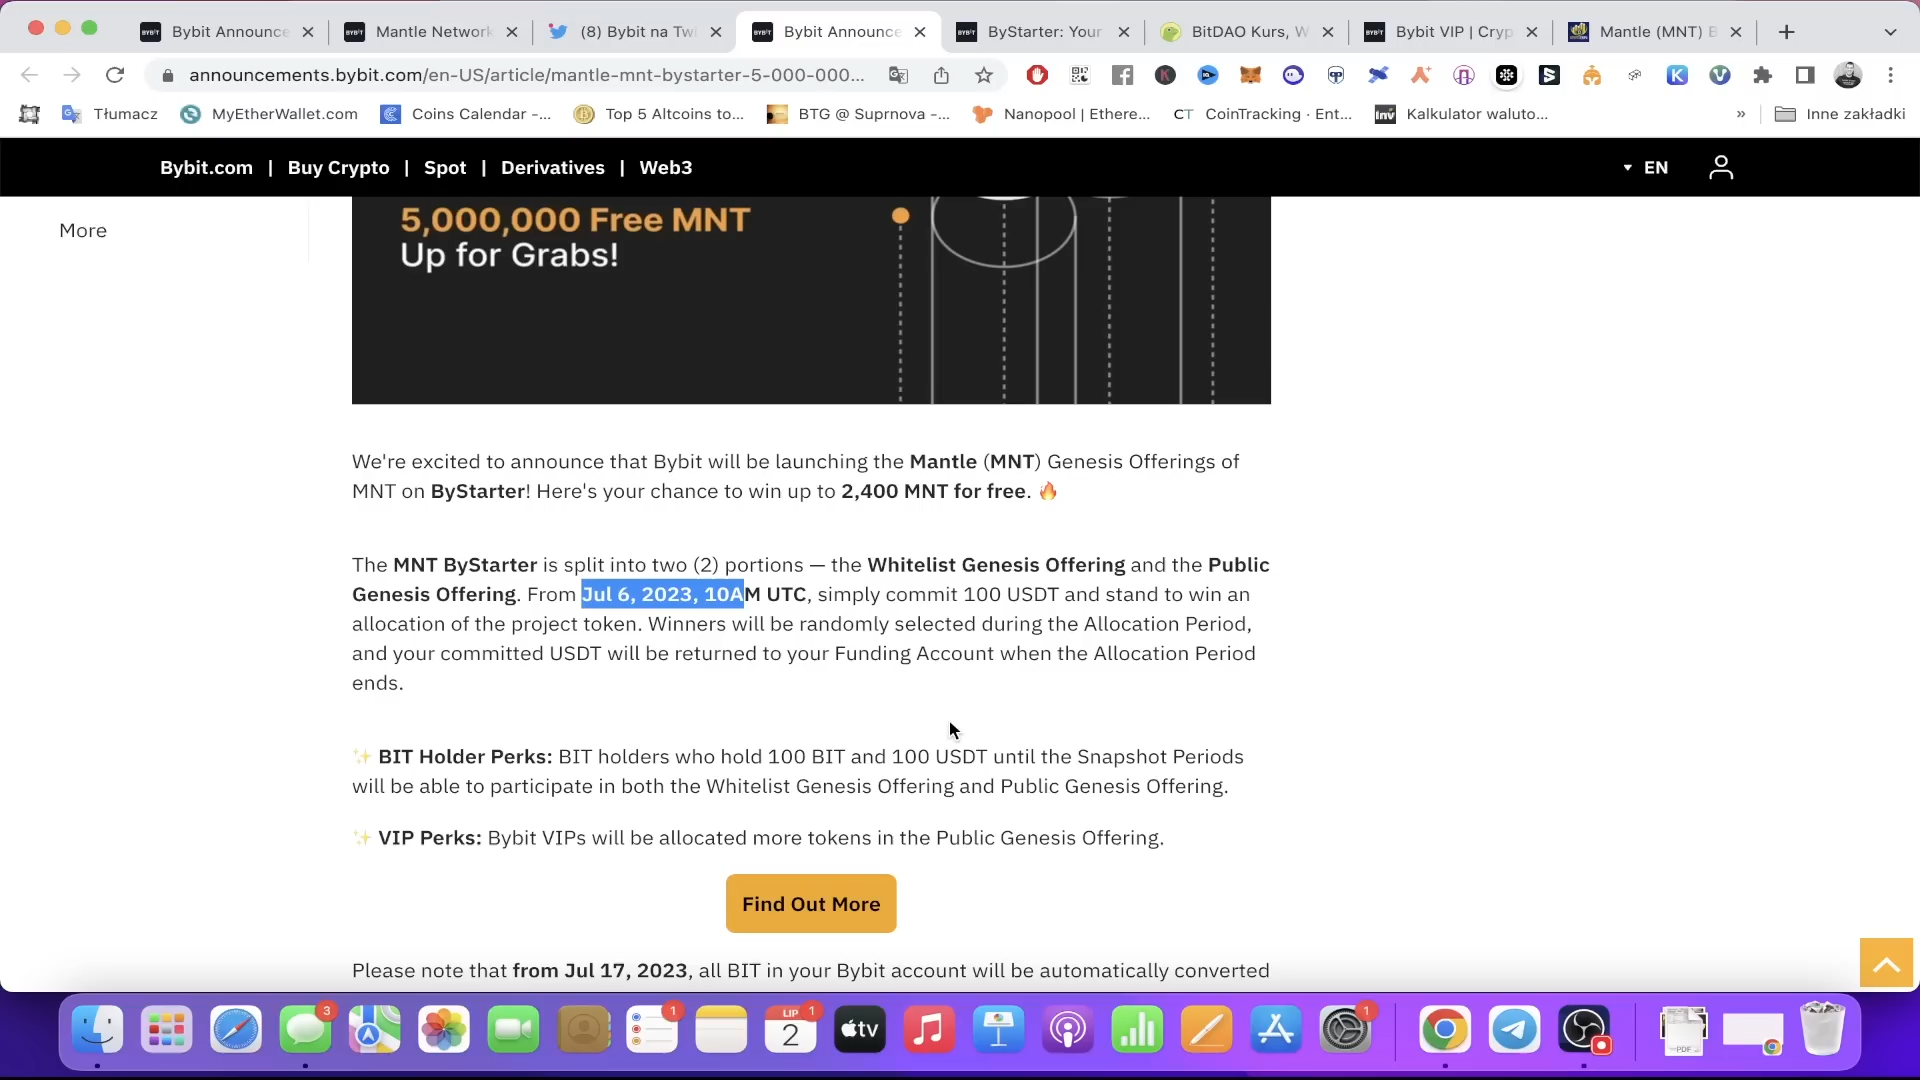 Bybit Announce
Mantle Network
(8) Bybit na Twi
Bybit Announce
ByStarter: Your
BitDAO Kurs, W
Bybit VIP | Cryp
Mantle (MNT) B
announcements.bybit.com/en-US/article/mantle-mnt-bystarter-5-000-000...
Tłumacz
MyEtherWallet.com
Coins Calendar -...
Top 5 Altcoins to...
BTG @ Suprnova -...
Nanopool | Ethere...
CT CoinTracking · Ent...
Inv Kalkulator waluto...
»
Inne zakładki
Bybit.com | Buy Crypto | Spot | Derivatives | Web3
EN
More
5,000,000 Free MNT
Up for Grabs!
We're excited to announce that Bybit will be launching the Mantle (MNT) Genesis Offerings of
MNT on ByStarter! Here's your chance to win up to 2,400 MNT for free. 🔥
The MNT ByStarter is split into two (2) portions — the Whitelist Genesis Offering and the Public
Genesis Offering. From Jul 6, 2023, 10AM UTC, simply commit 100 USDT and stand to win an
allocation of the project token. Winners will be randomly selected during the Allocation Period,
and your committed USDT will be returned to your Funding Account when the Allocation Period
ends.
✨ BIT Holder Perks: BIT holders who hold 100 BIT and 100 USDT until the Snapshot Periods
will be able to participate in both the Whitelist Genesis Offering and Public Genesis Offering.
✨ VIP Perks: Bybit VIPs will be allocated more tokens in the Public Genesis Offering.
Find Out More
Please note that from Jul 17, 2023, all BIT in your Bybit account will be automatically converted
3
1
LIP
2
1
tv
1
PDF